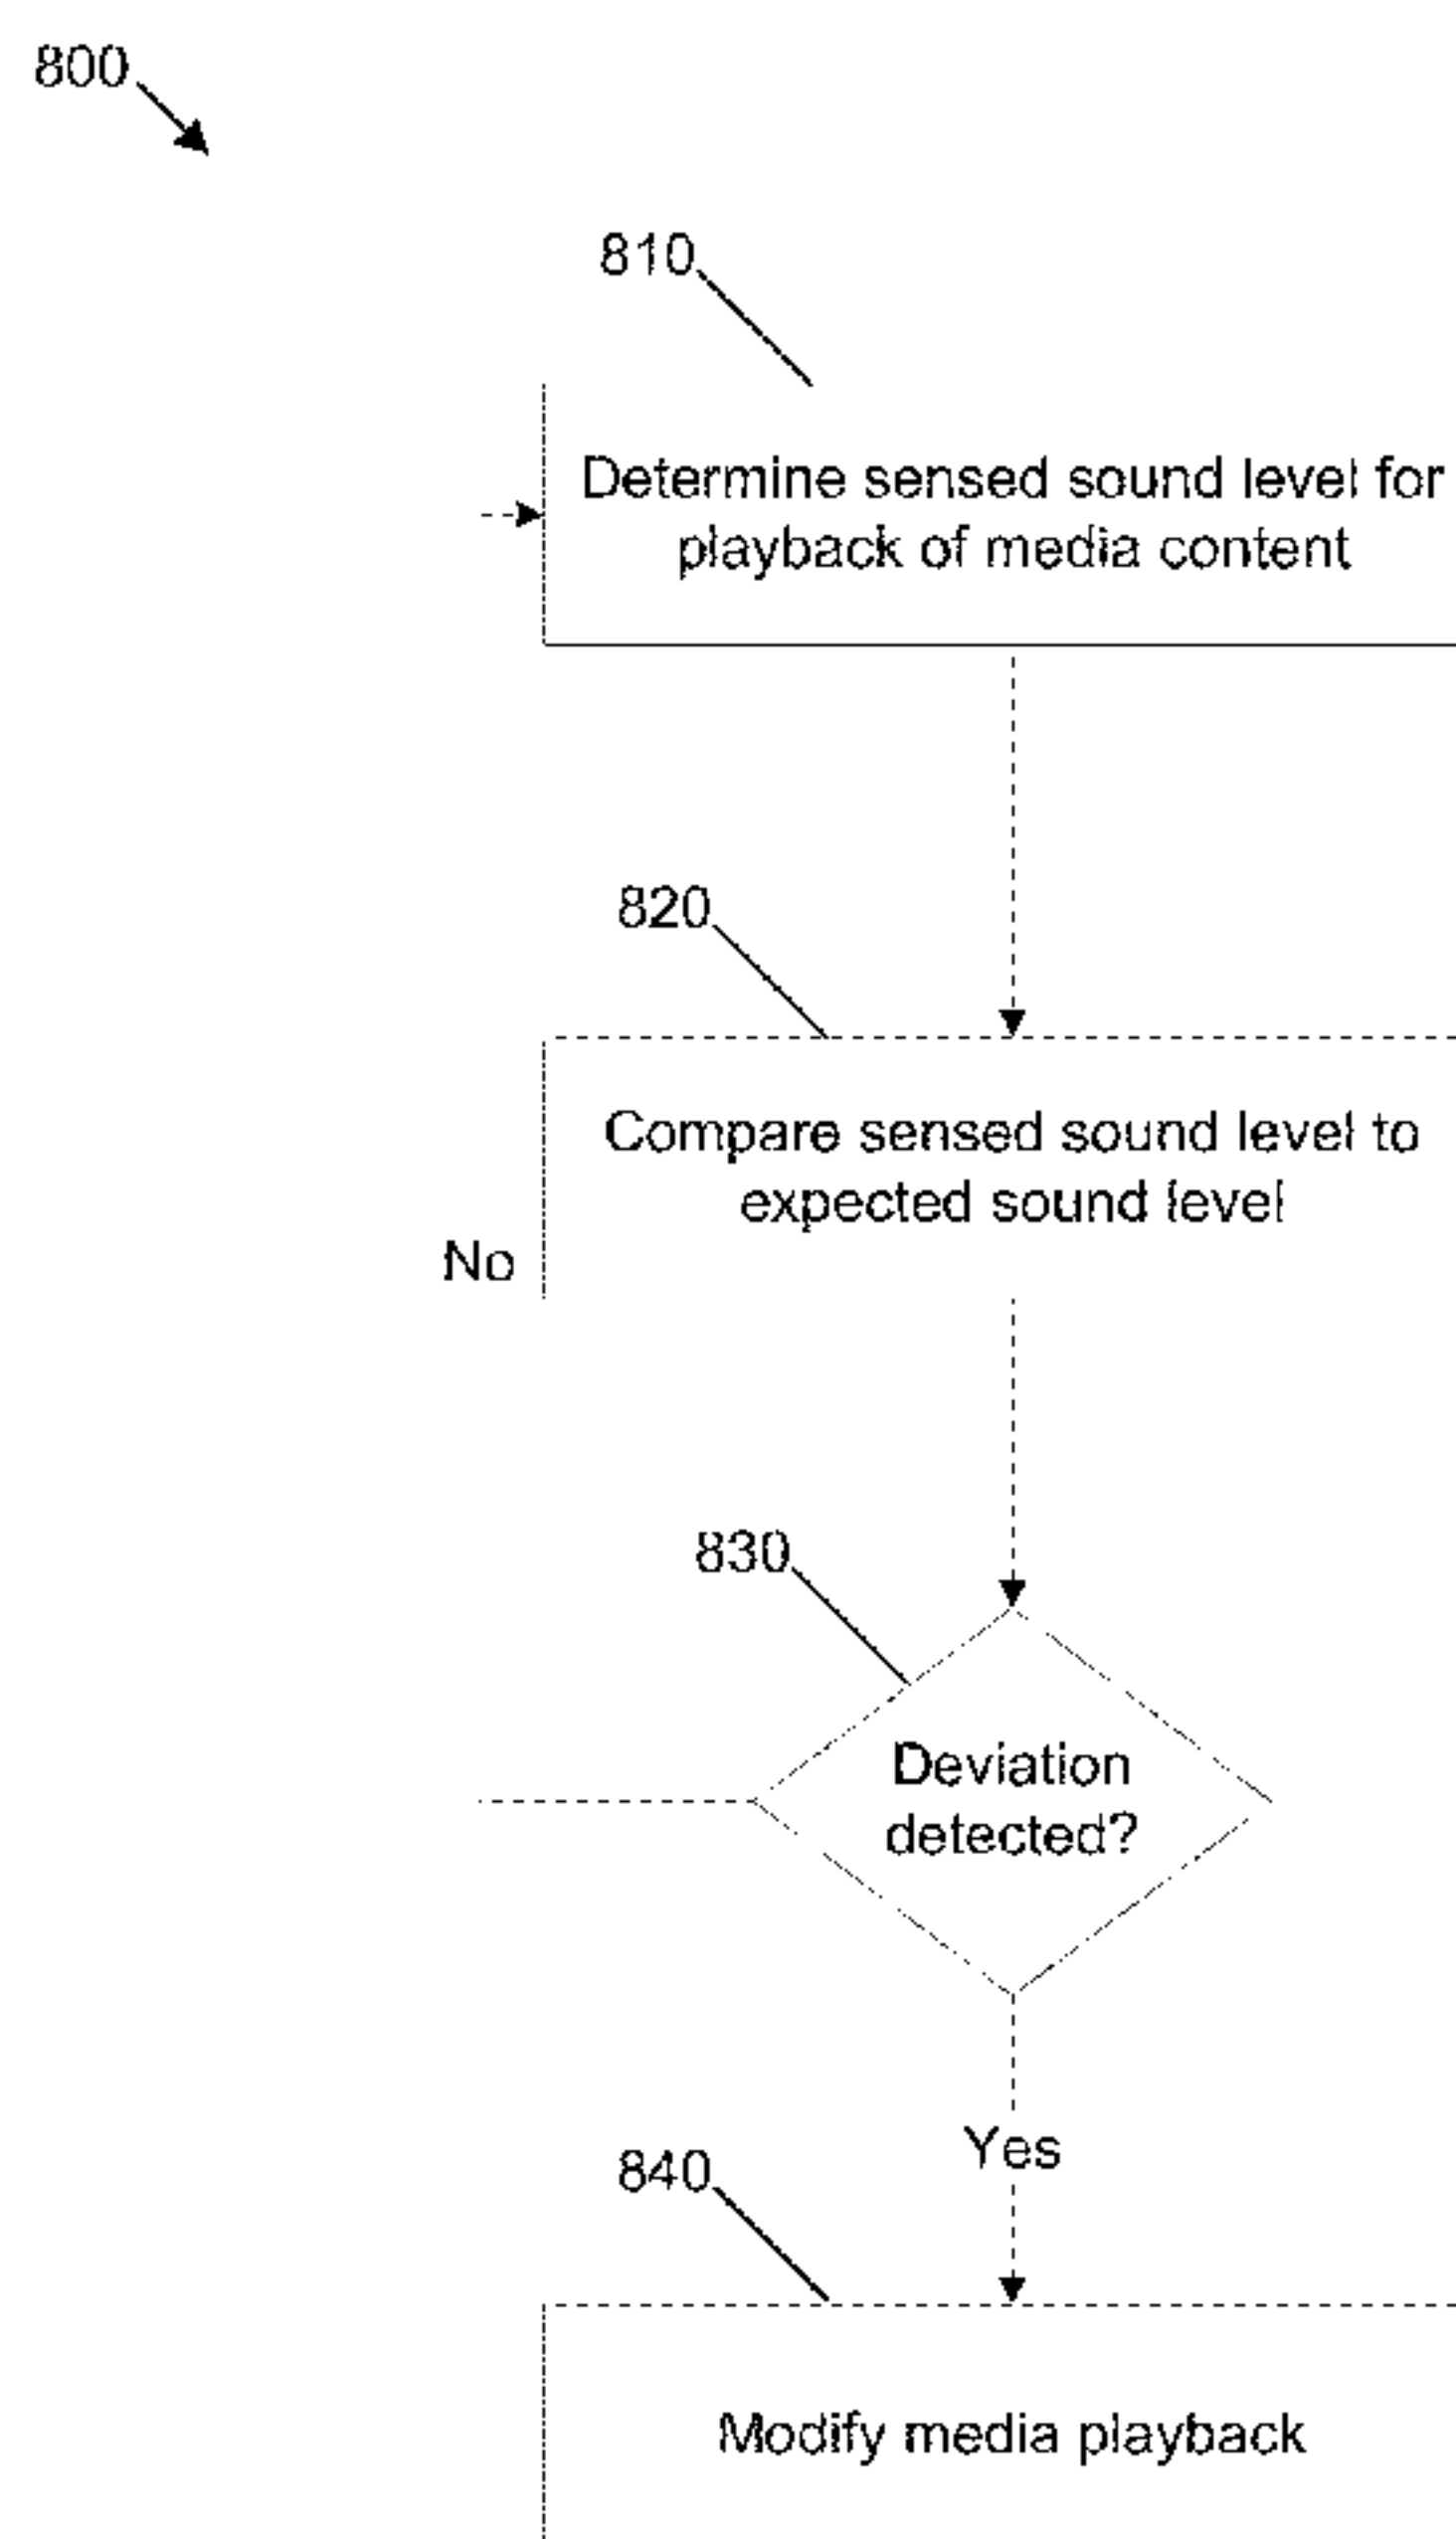 800
810
Determine sensed sound level for
playback of media content
820
Compare sensed sound level to
expected sound level
No
830
Deviation
detected?
Yes
840
Modify media playback